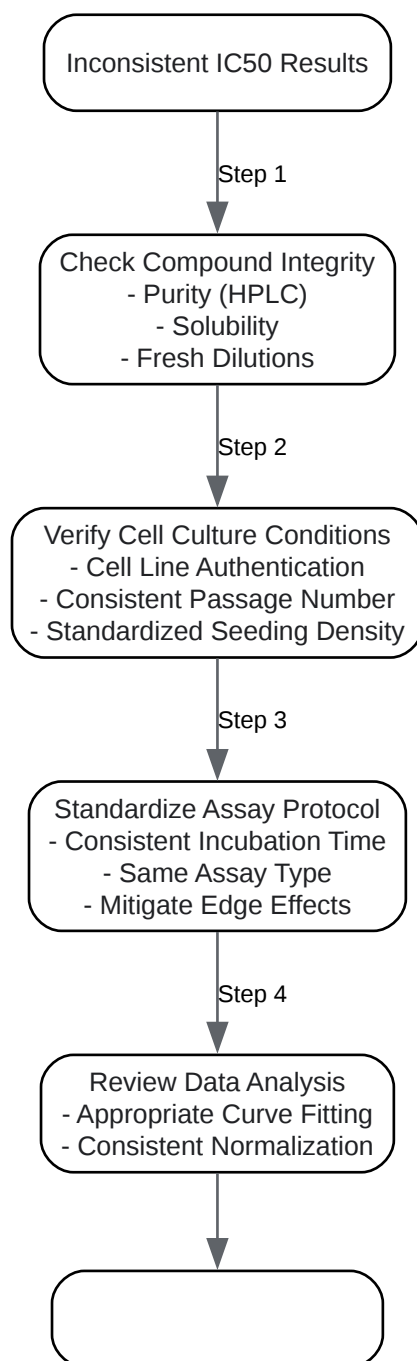 Inconsistent IC50 Results
Step 1
Check Compound Integrity
- Purity (HPLC)
- Solubility
- Fresh Dilutions
Step 2
Verify Cell Culture Conditions
- Cell Line Authentication
- Consistent Passage Number
- Standardized Seeding Density
Step 3
Standardize Assay Protocol
- Consistent Incubation Time
- Same Assay Type
- Mitigate Edge Effects
Step 4
Review Data Analysis
- Appropriate Curve Fitting
- Consistent Normalization